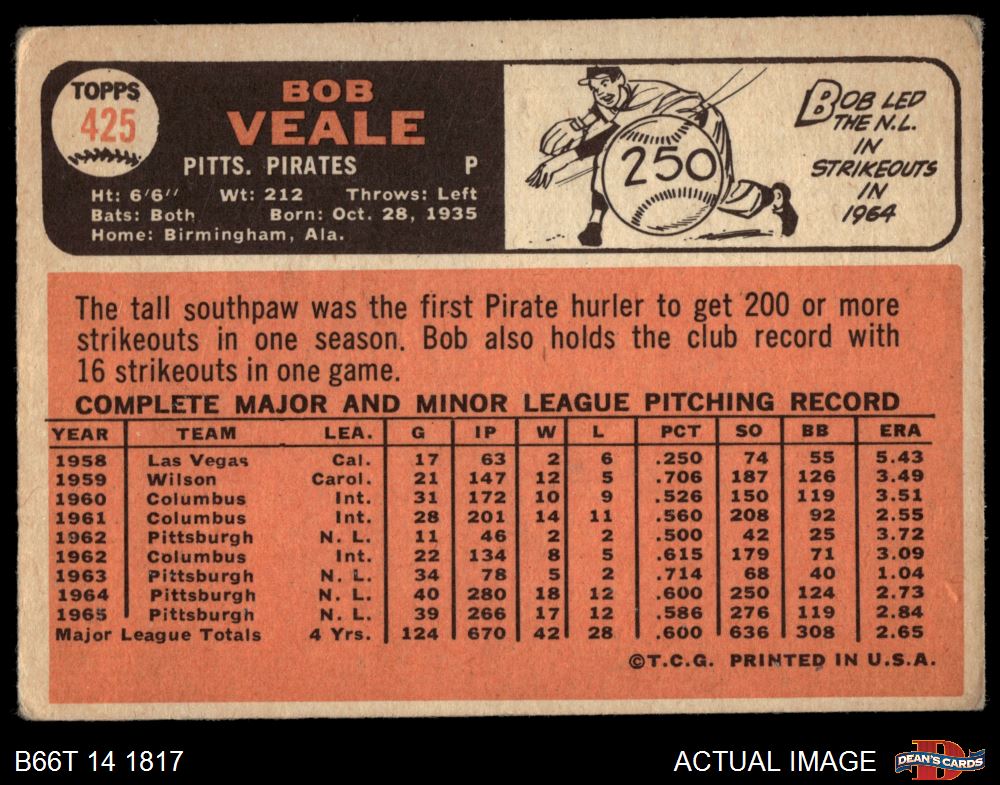 TOPPS
425
BOB
VEALE
PITTS. PIRATES P
Ht: 6'6" Wt: 212 Throws: Left
Bats: Both Born: Oct. 28, 1935
Home: Birmingham, Ala.
250
BOB LED
THE N.L.
IN
STRIKEOUTS
IN
1964
The tall southpaw was the first Pirate hurler to get 200 or more
strikeouts in one season. Bob also holds the club record with
16 strikeouts in one game.
COMPLETE MAJOR AND MINOR LEAGUE PITCHING RECORD
YEAR TEAM LEA. G IP W L PCT SO BB ERA
1958 Las Vegas Cal. 17 63 2 6 .250 74 55 5.43
1959 Wilson Carol. 21 147 12 5 .706 187 126 3.49
1960 Columbus Int. 31 172 10 9 .526 150 119 3.51
1961 Columbus Int. 28 201 14 11 .560 208 92 2.55
1962 Pittsburgh N. L. 11 46 2 2 .500 42 25 3.72
1962 Columbus Int. 22 134 8 5 .615 179 71 3.09
1963 Pittsburgh N. L. 34 78 5 2 .714 68 40 1.04
1964 Pittsburgh N. L. 40 280 18 12 .600 250 124 2.73
1965 Pittsburgh N. L. 39 266 17 12 .586 276 119 2.84
Major League Totals 4 Yrs. 124 670 42 28 .600 636 308 2.65
©T.C.G. PRINTED IN U.S.A.
B66T 14 1817
ACTUAL IMAGE
DEAN'S CARDS